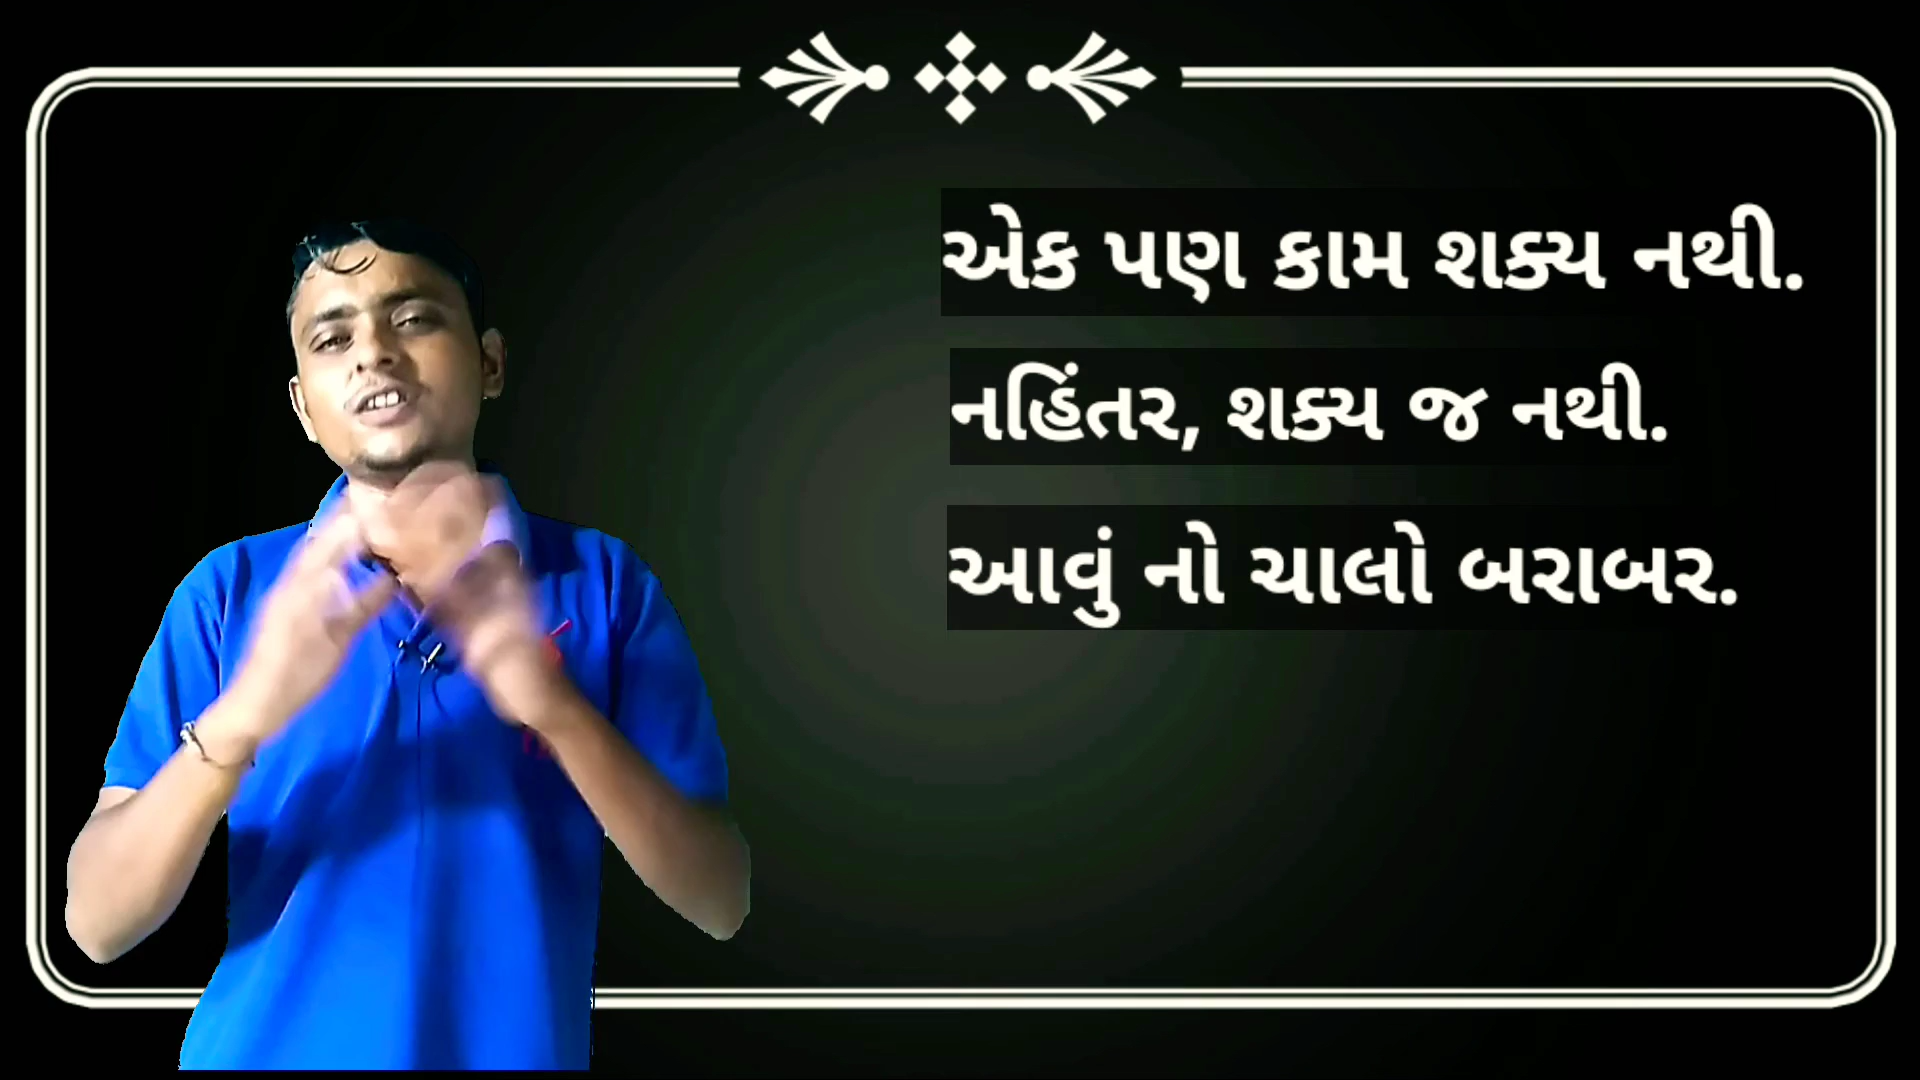 એક પણ કામ શક્ય નથી.
નહિંતર, શક્ય જ નથી.
આવું નો ચાલો બરાબર.